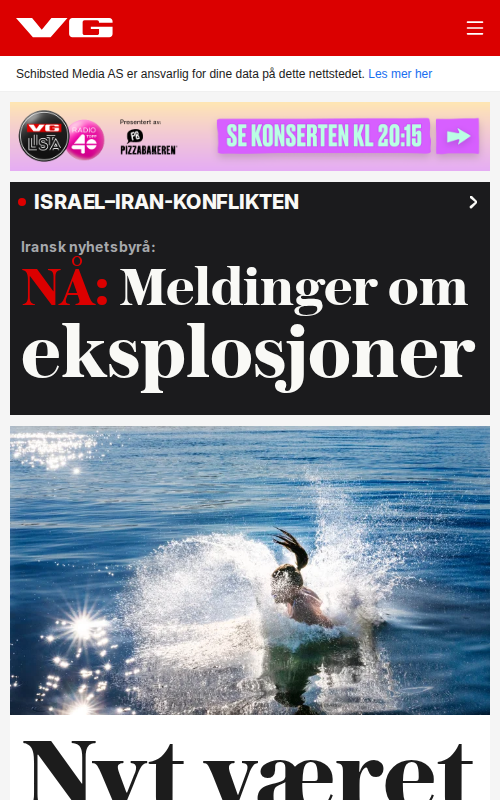 VG
Schibsted Media AS er ansvarlig for dine data på dette nettstedet. Les mer her
VG
LISTA
RADIO
TOPP
40
Presentert av:
PB
PIZZABAKEREN
SE KONSERTEN KL 20:15
ISRAEL–IRAN-KONFLIKTEN
Iransk nyhetsbyrå:
NÅ: Meldinger om
eksplosjoner
Nyt været